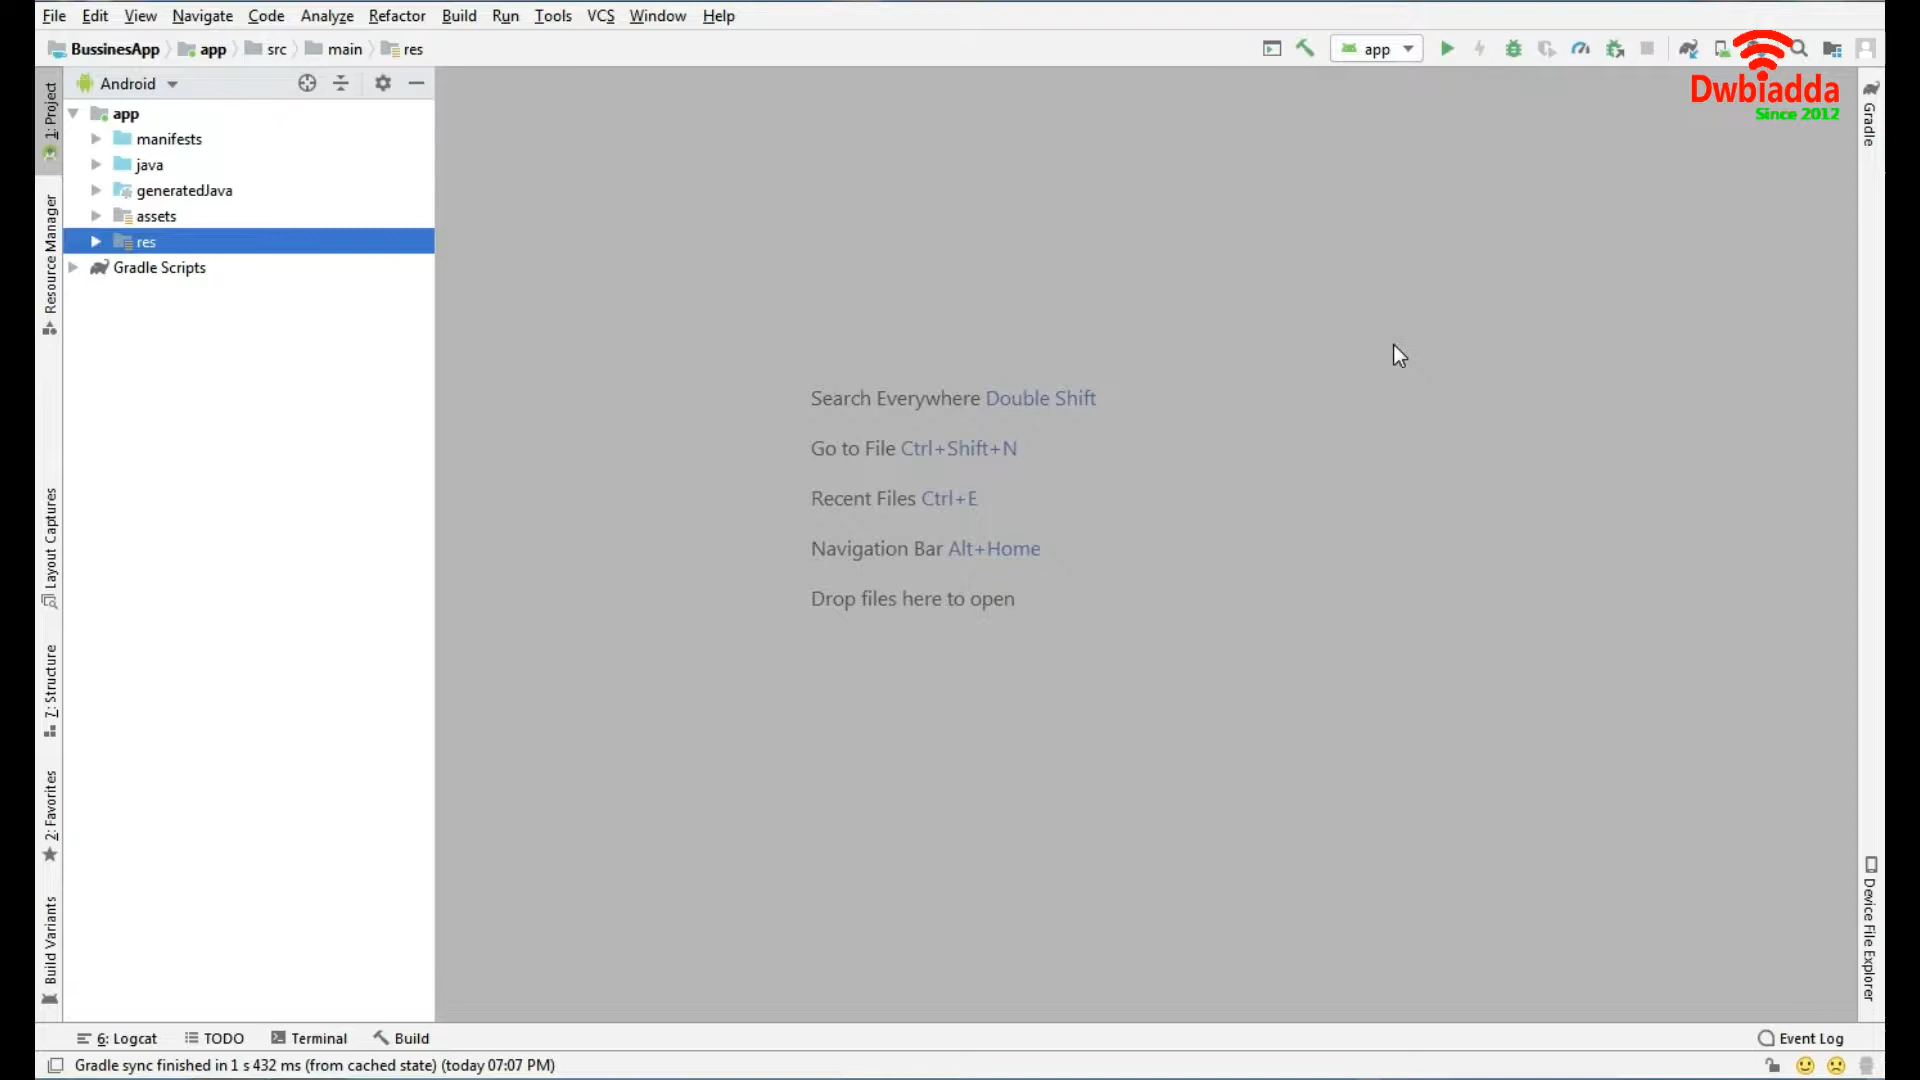 File Edit View Navigate Code Analyze Refactor Build Run Tools VCS Window Help
BussinesApp app src main res
app
Dwbiadda
Since 2012
Android
app
manifests
java
generatedJava
assets
res
Gradle Scripts
1: Project
Resource Manager
Layout Captures
7: Structure
2: Favorites
Build Variants
Search Everywhere Double Shift
Go to File Ctrl+Shift+N
Recent Files Ctrl+E
Navigation Bar Alt+Home
Drop files here to open
Gradle
Device File Explorer
6: Logcat TODO Terminal Build Event Log
Gradle sync finished in 1 s 432 ms (from cached state) (today 07:07 PM)